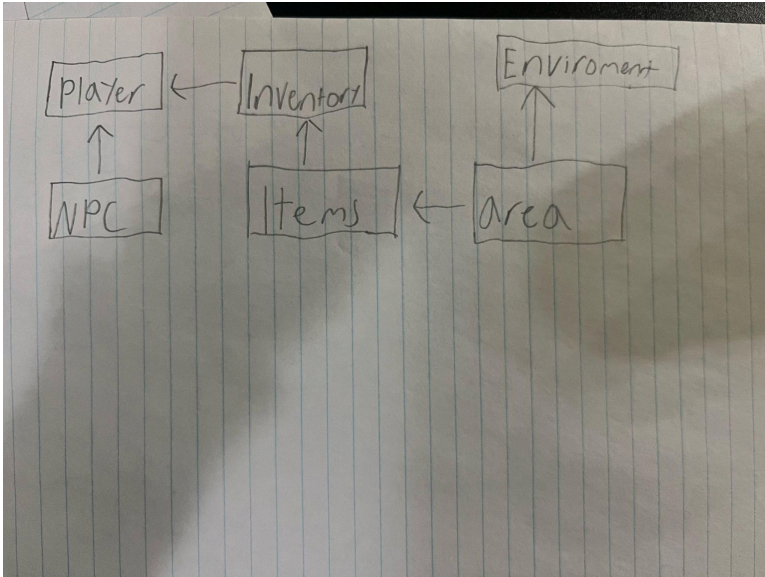 Player
Inventory
Enviroment
NPC
Items
area